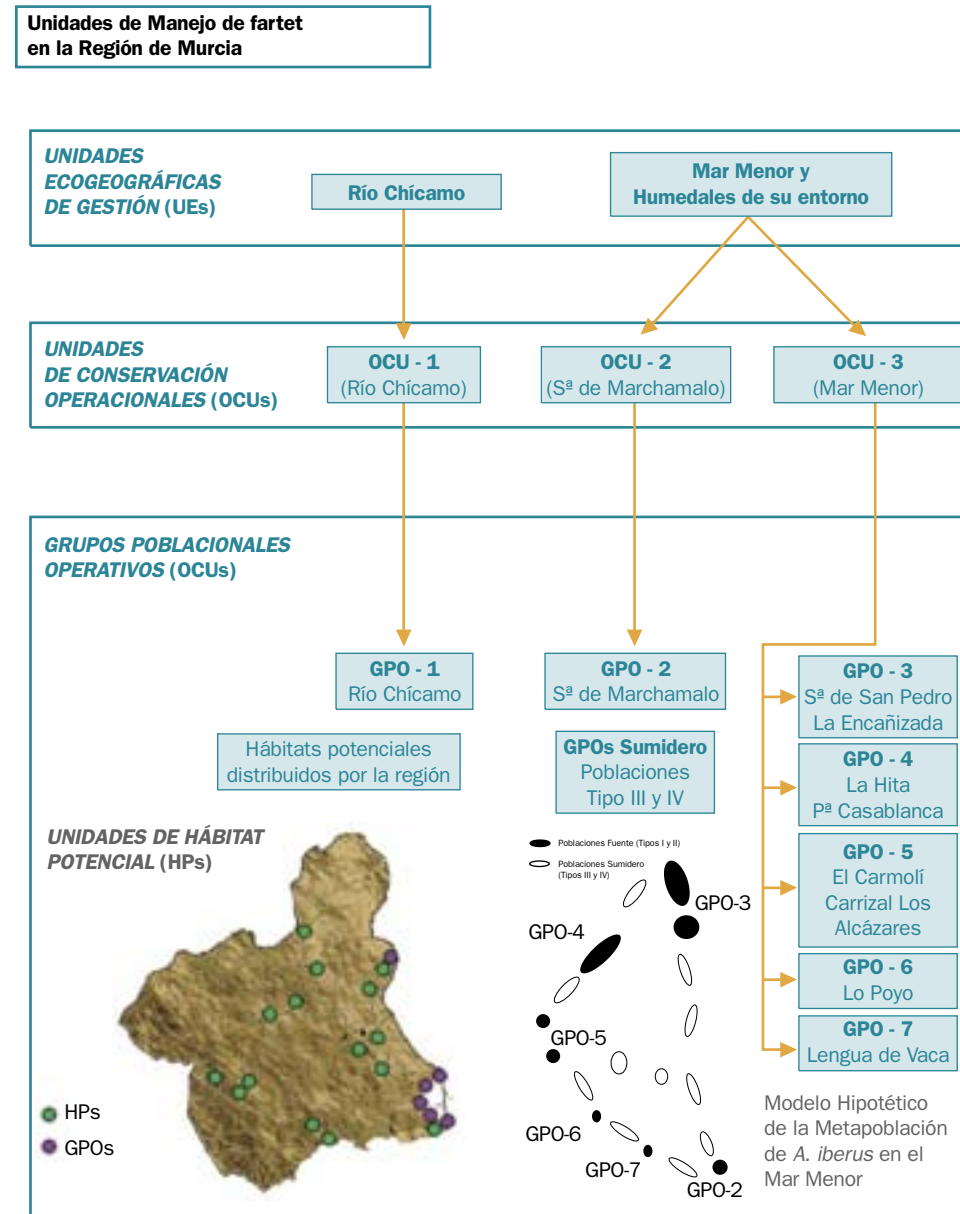 Unidades de Manejo de fartet
en la Región de Murcia
UNIDADES
ECOGEOGRÁFICAS
DE GESTIÓN (UEs)
Río Chícamo
Mar Menor y
Humedales de su entorno
UNIDADES
DE CONSERVACIÓN
OPERACIONALES (OCUs)
OCU - 1
(Río Chícamo)
OCU - 2
(Sª de Marchamalo)
OCU - 3
(Mar Menor)
GRUPOS POBLACIONALES
OPERATIVOS (OCUs)
GPO - 1
Río Chícamo
GPO - 2
Sª de Marchamalo
GPO - 3
Sª de San Pedro
La Encañizada
Hábitats potenciales
distribuidos por la región
GPOs Sumidero
Poblaciones
Tipo III y IV
GPO - 4
La Hita
Pª Casablanca
GPO - 5
El Carmolí
Carrizal Los
Alcázares
GPO - 6
Lo Poyo
GPO - 7
Lengua de Vaca
UNIDADES DE HÁBITAT
POTENCIAL (HPs)
HPs
GPOs
Poblaciones Fuente (Tipos I y II)
Poblaciones Sumidero
(Tipos III y IV)
GPO-3
GPO-4
GPO-5
GPO-6
GPO-7
GPO-2
Modelo Hipotético
de la Metapoblación
de A. iberus en el
Mar Menor